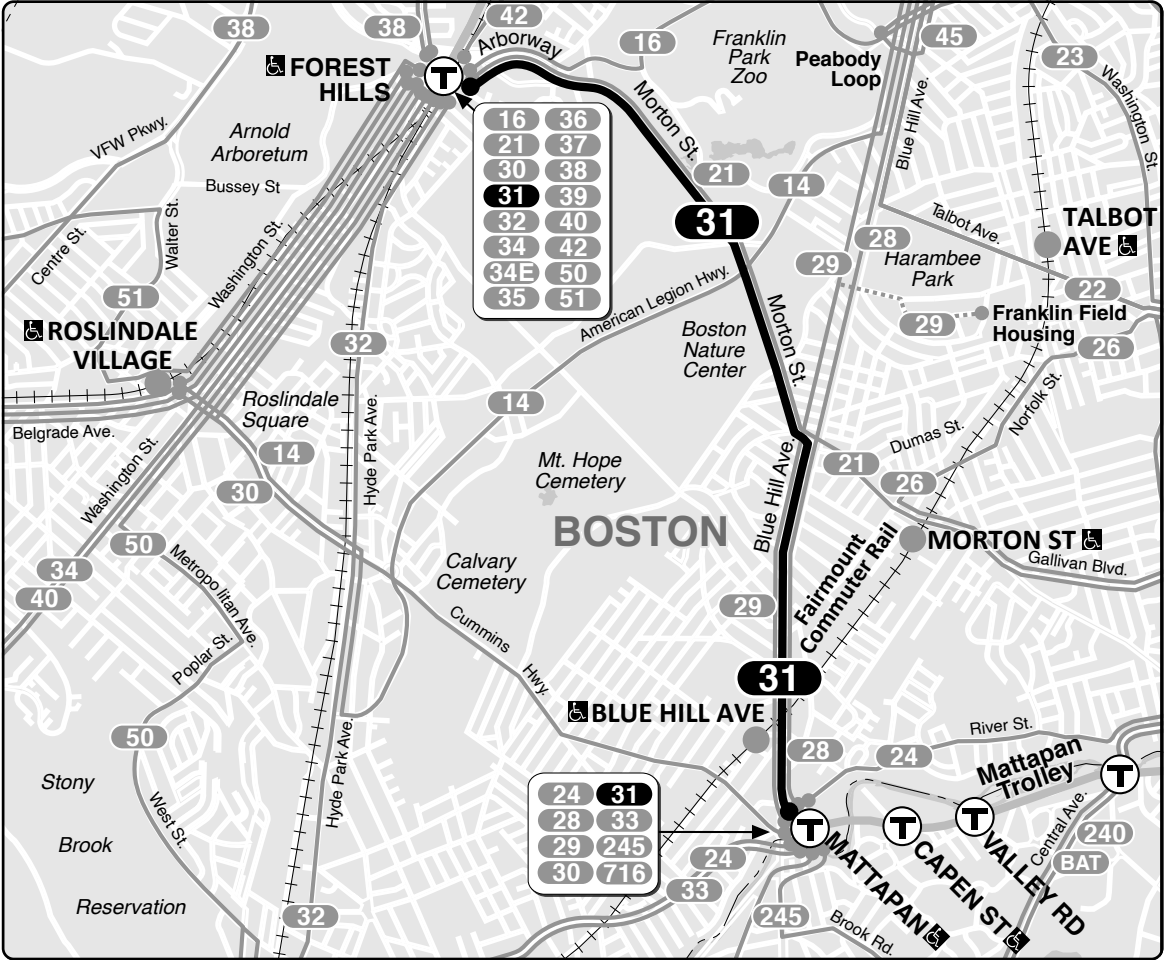 38
38
42
Arborway
16
Franklin
Park
Zoo
45
Peabody
Loop
23
Washington St.
FOREST
HILLS
T
VFW Pkwy.
Arnold
Arboretum
Bussey St
16 36
21 37
30 38
31 39
32 40
34 42
34E 50
35 51
Morton St.
Blue Hill Ave.
21
14
31
Talbot Ave.
TALBOT
AVE
Centre St.
Walter St.
Washington St.
28
Harambee
Park
29
22
51
American Legion Hwy.
29
Franklin Field
Housing
ROSLINDALE
VILLAGE
32
Boston
Nature
Center
Morton St.
26
Norfolk St.
Roslindale
Square
14
Belgrade Ave.
Hyde Park Ave.
Dumas St.
14
Washington St.
30
Mt. Hope
Cemetery
Blue Hill Ave.
21
26
BOSTON
50
MORTON ST
Gallivan Blvd.
34
40
Metropolitan Ave.
Calvary
Cemetery
Fairmount
Commuter Rail
29
Poplar St.
Cummins
Hwy.
31
BLUE HILL AVE
50
Hyde Park Ave.
28
24
River St.
Mattapan
Trolley
T
Stony
Brook
Reservation
West St.
24 31
28 33
29 245
30 716
T
T
T
MATTAPAN
CAPEN ST
VALLEY RD
Central Ave.
240
BAT
24
33
32
245
Brook Rd.